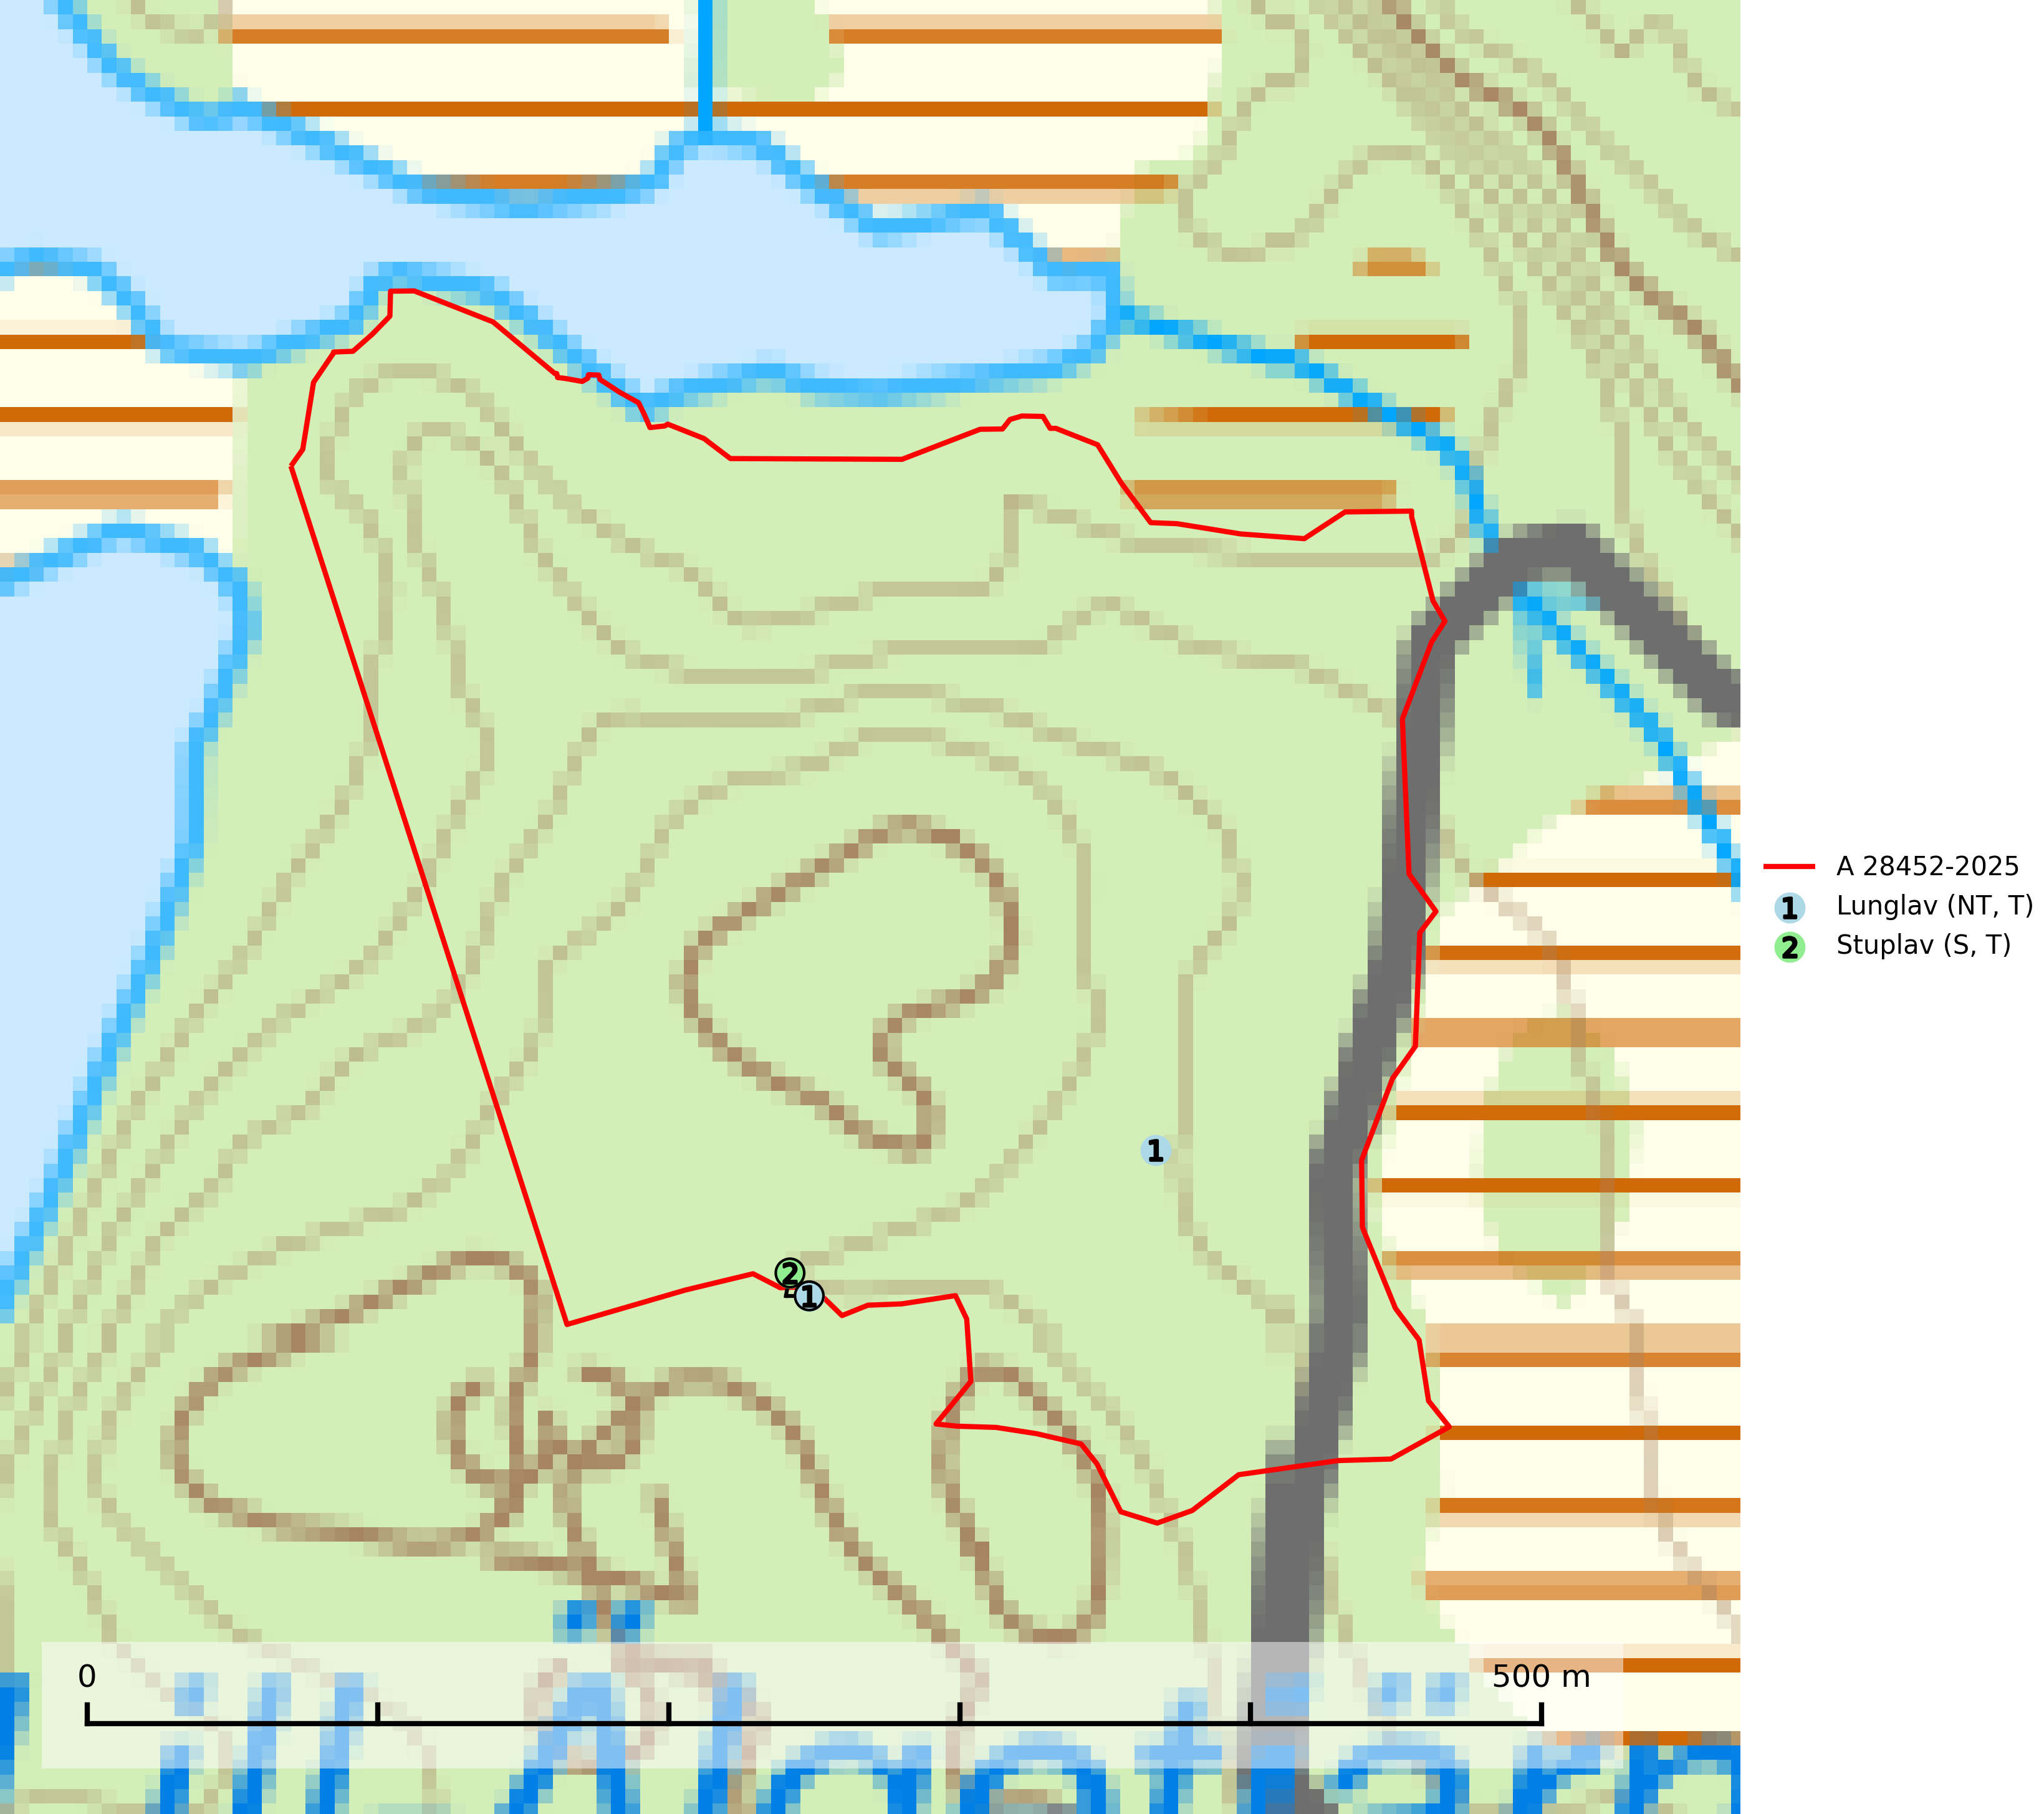 A 28452-2025
1 Lunglav (NT, T)
2 Stuplav (S, T)
1
2
1
0
500 m